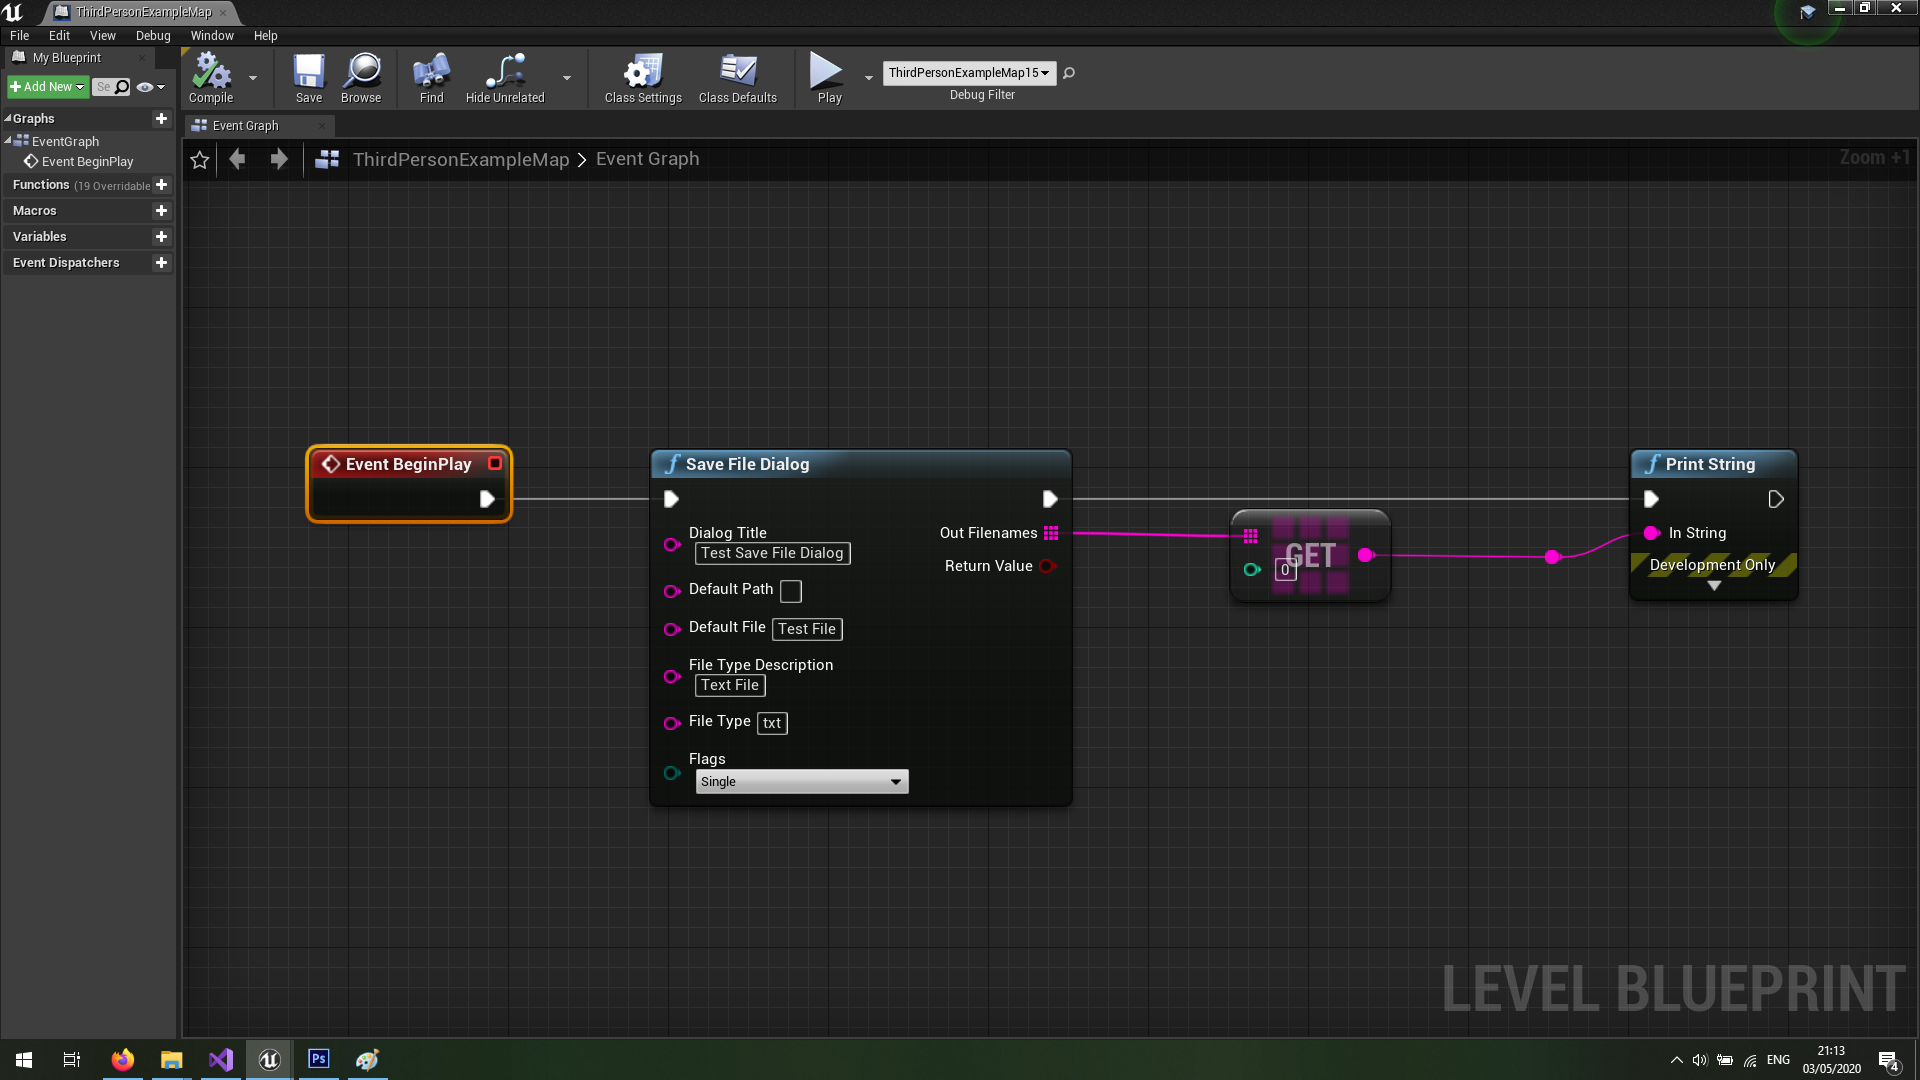 ThirdPersonExampleMap
File Edit View Debug Window Help
My Blueprint
Add New
Se
Compile
Save
Browse
Find
Hide Unrelated
Class Settings
Class Defaults
Play
ThirdPersonExampleMap15
Debug Filter
Graphs
EventGraph
Event BeginPlay
Functions (19 Overridable
Macros
Variables
Event Dispatchers
Event Graph
ThirdPersonExampleMap > Event Graph
Zoom +1
Event BeginPlay
Save File Dialog
Dialog Title
Test Save File Dialog
Default Path
Default File Test File
File Type Description
Text File
File Type txt
Flags
Single
Out Filenames
Return Value
GET
0
Print String
In String
Development Only
LEVEL BLUEPRINT
Ps
ENG
21:13
03/05/2020
4